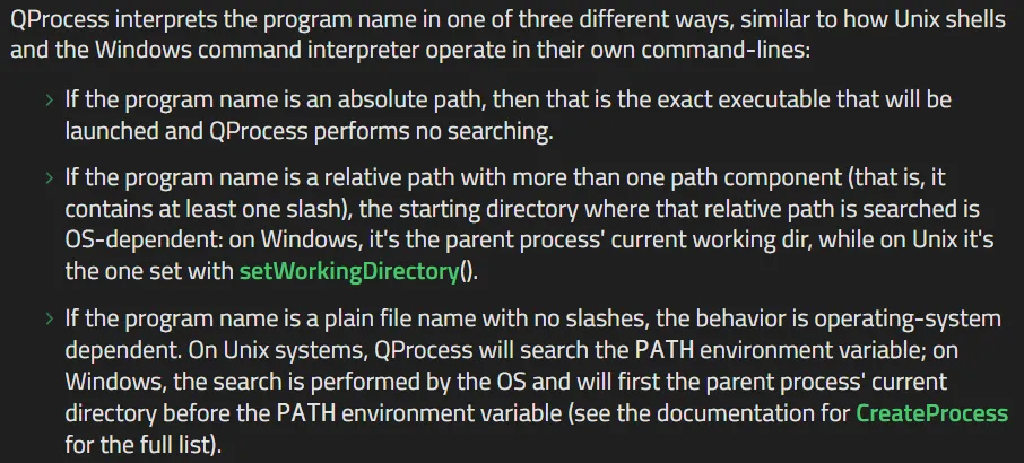 QProcess interprets the program name in one of three different ways, similar to how Unix shells
and the Windows command interpreter operate in their own command-lines:
If the program name is an absolute path, then that is the exact executable that will be
launched and QProcess performs no searching.
If the program name is a relative path with more than one path component (that is, it
contains at least one slash), the starting directory where that relative path is searched is
OS-dependent: on Windows, it's the parent process' current working dir, while on Unix it's
the one set with setWorkingDirectory().
If the program name is a plain file name with no slashes, the behavior is operating-system
dependent. On Unix systems, QProcess will search the PATH environment variable; on
Windows, the search is performed by the OS and will first the parent process' current
directory before the PATH environment variable (see the documentation for CreateProcess
for the full list).